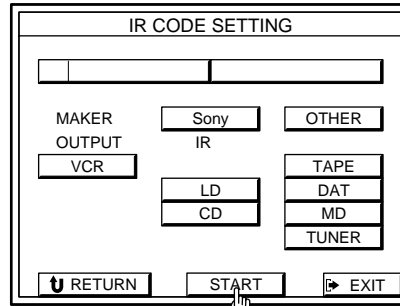 IR CODE SETTING
MAKER Sony OTHER
OUTPUT IR
VCR TAPE
LD DAT
CD MD
TUNER
RETURN START EXIT